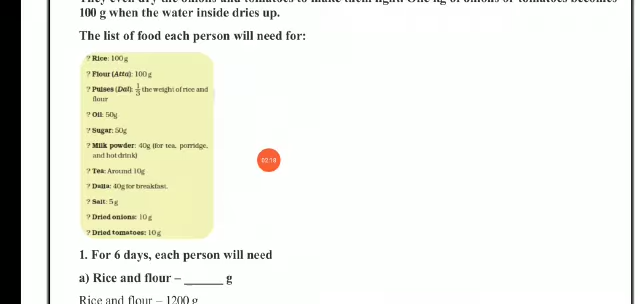 100 g when the water inside dries up.
The list of food each person will need for:
? Rice: 100 g
? Flour (Atta): 100 g
? Pulses (Dal): 1/3 the weight of rice and
flour
? Oil: 50g
? Sugar: 50g
? Milk powder: 40g (for tea, porridge,
and hot drink)
? Tea: Around 10g
? Dalia: 40g for breakfast.
? Salt: 5 g
? Dried onions: 10 g
? Dried tomatoes: 10 g
02:19
1. For 6 days, each person will need
a) Rice and flour – ______ g
Rice and flour – 1200 g